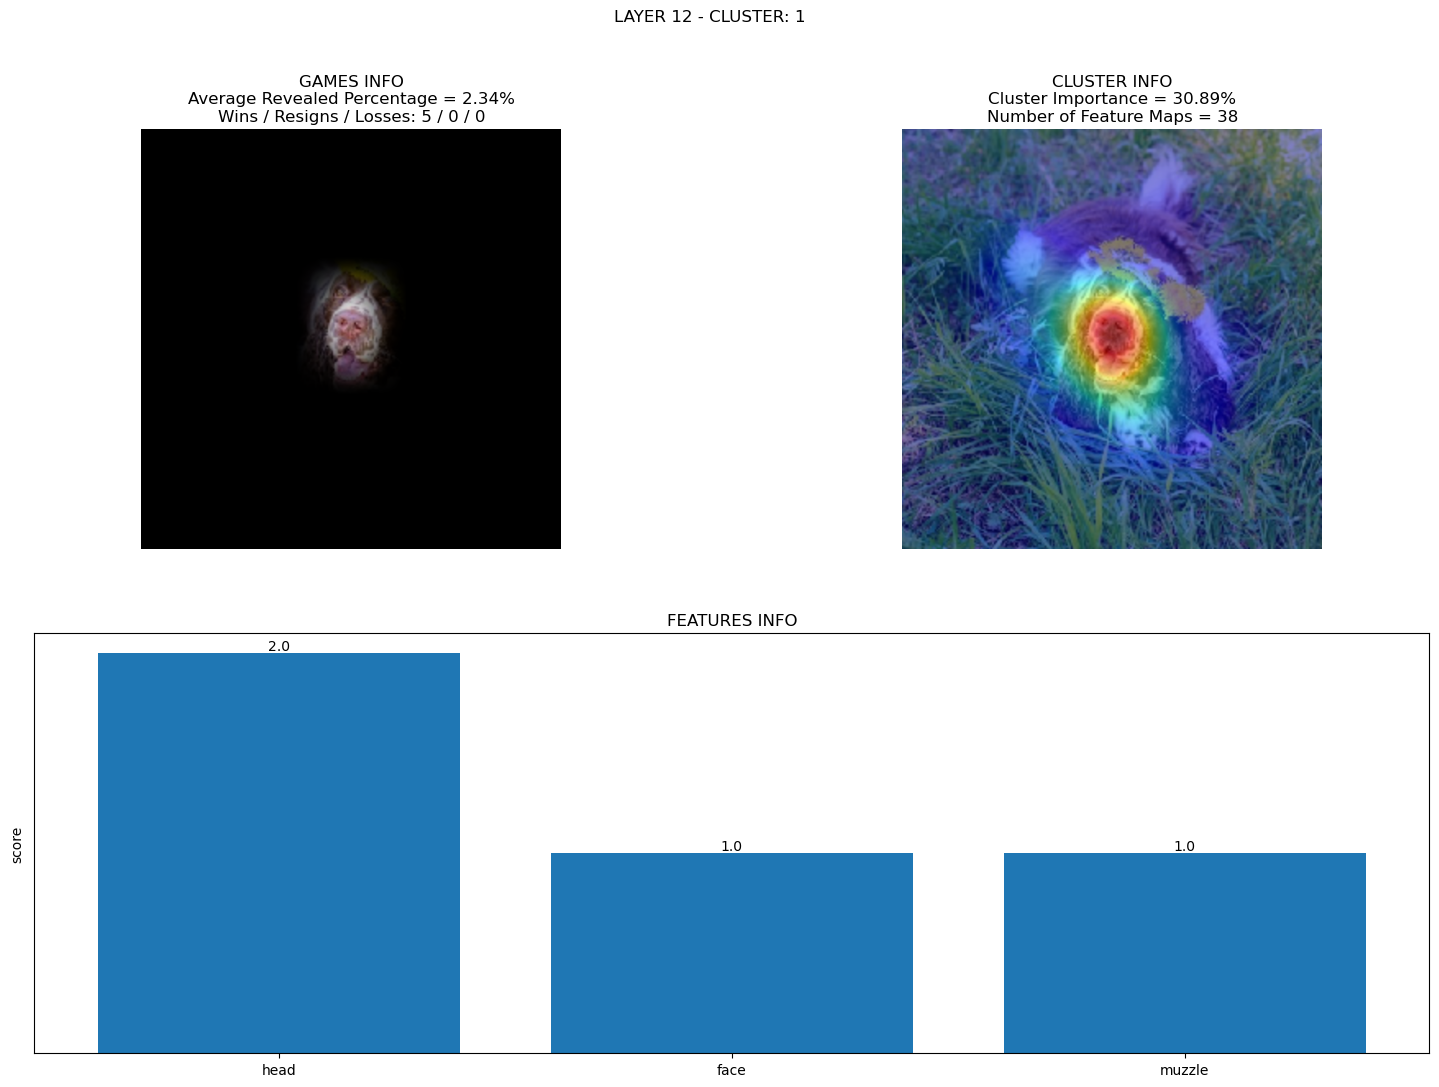 LAYER 12 - CLUSTER: 1
GAMES INFO
Average Revealed Percentage = 2.34%
Wins / Resigns / Losses: 5 / 0 / 0
CLUSTER INFO
Cluster Importance = 30.89%
Number of Feature Maps = 38
FEATURES INFO
score
2.0
1.0
1.0
head
face
muzzle